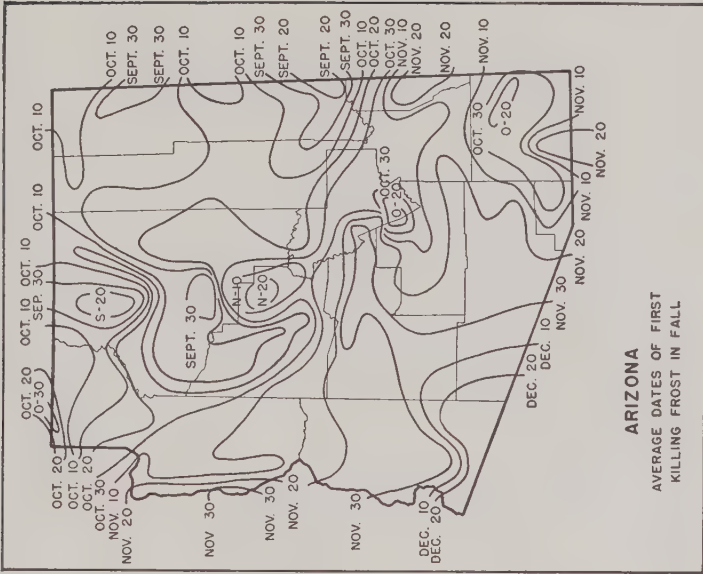 OCT. 20
O-30
OCT. 10
SEP. 30
OCT. 10
OCT. 10
OCT. 10
OCT. 10
SEPT. 30
SEPT. 30
OCT. 10
OCT. 10
SEPT. 30
SEPT. 20
SEPT. 20
SEPT. 30
OCT. 10
OCT. 20
OCT. 30
NOV. 10
NOV. 20
NOV. 20
NOV. 10
S-20
SEPT. 30
N-10
N-20
OCT. 30
O-20
OCT. 30
O-20
OCT. 20
OCT. 10
OCT. 20
OCT. 30
NOV. 10
NOV. 20
NOV 30
NOV. 30
NOV. 20
NOV. 30
DEC. 10
DEC. 20
DEC. 20
DEC. 10
NOV. 30
NOV. 20
NOV. 10
NOV. 20
NOV. 10
ARIZONA
AVERAGE DATES OF FIRST
KILLING FROST IN FALL